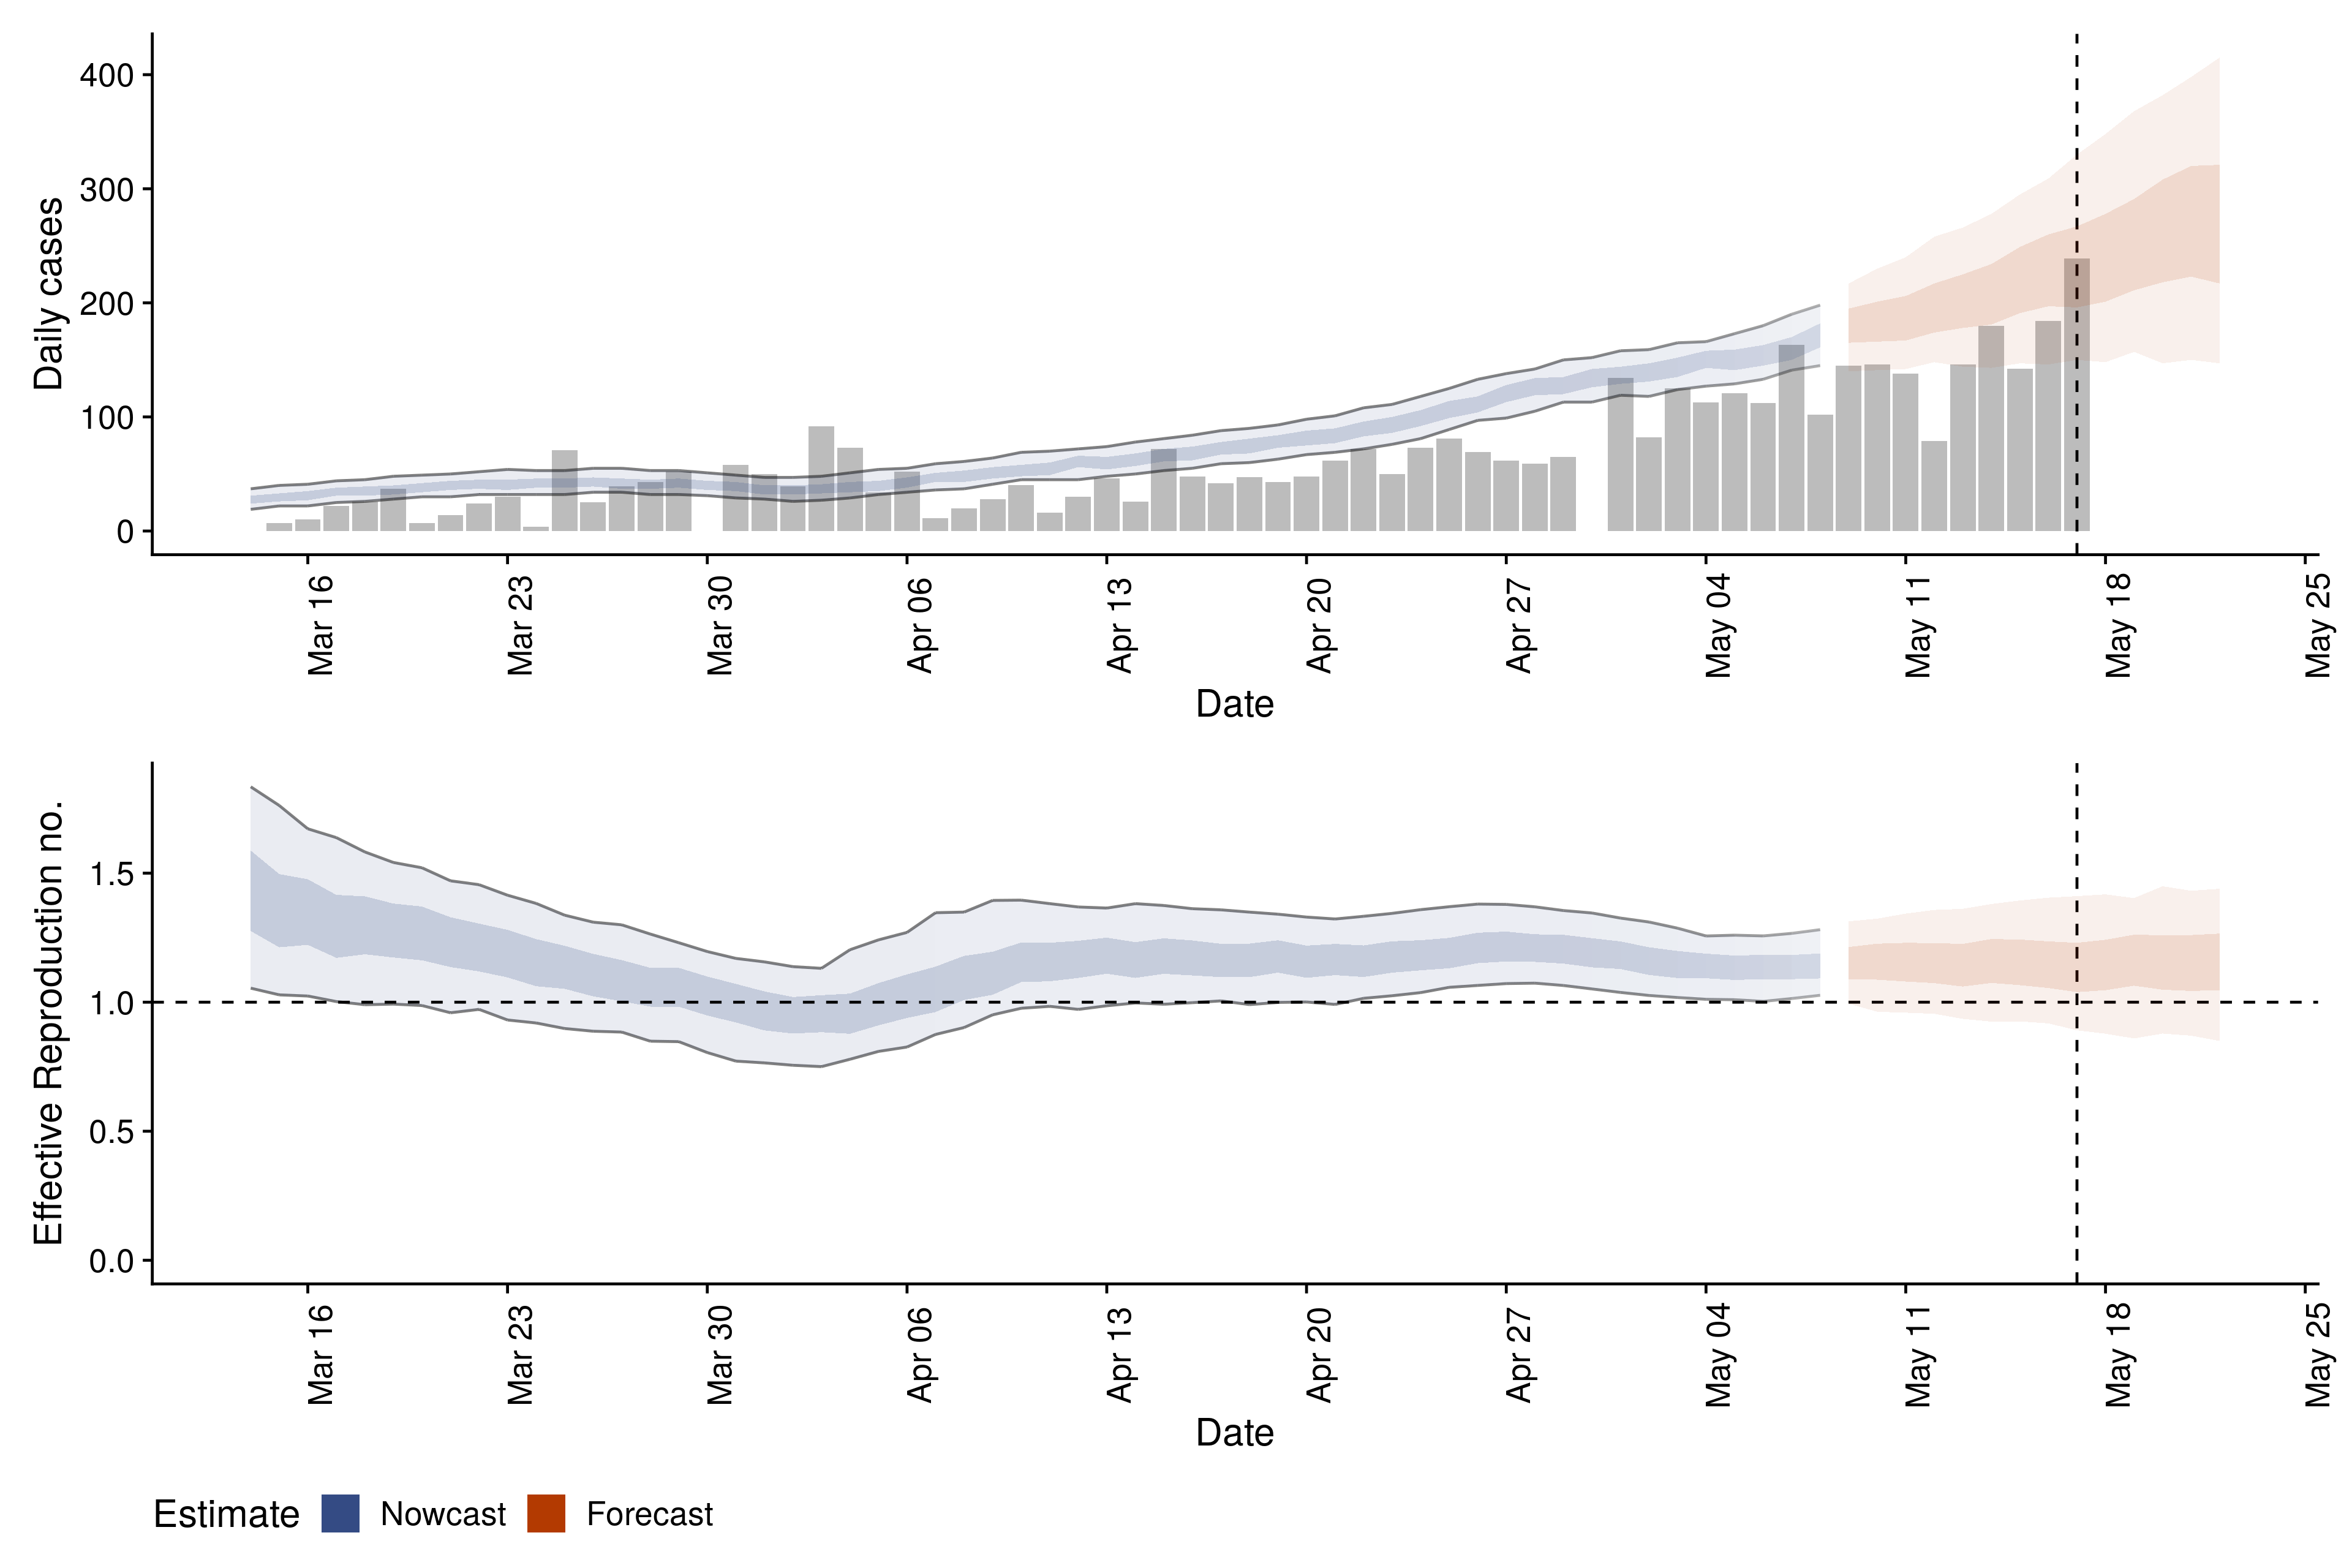 400
300
200
100
0
Daily cases
Mar 16
Mar 23
Mar 30
Apr 06
Apr 13
Apr 20
Apr 27
May 04
May 11
May 18
May 25
Date
1.5
1.0
0.5
0.0
Effective Reproduction no.
Mar 16
Mar 23
Mar 30
Apr 06
Apr 13
Apr 20
Apr 27
May 04
May 11
May 18
May 25
Date
Estimate Nowcast Forecast